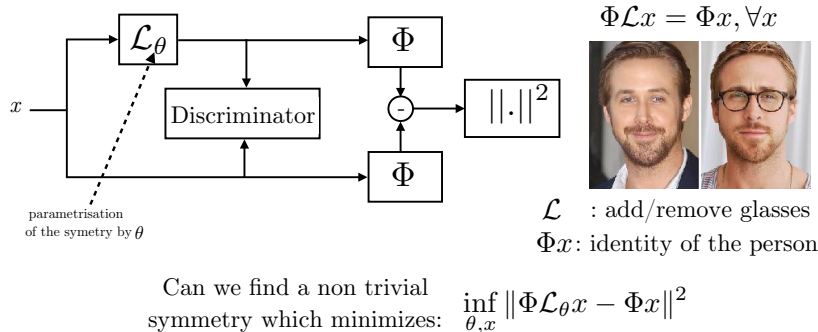 Φℒx = Φx, ∀x
ℒ_θ
Φ
x
Discriminator
-
||.||²
Φ
parametrisation
of the symetry by θ
ℒ : add/remove glasses
Φx: identity of the person
Can we find a non trivial
symmetry which minimizes: inf_{θ,x} ‖Φℒ_θx − Φx‖²